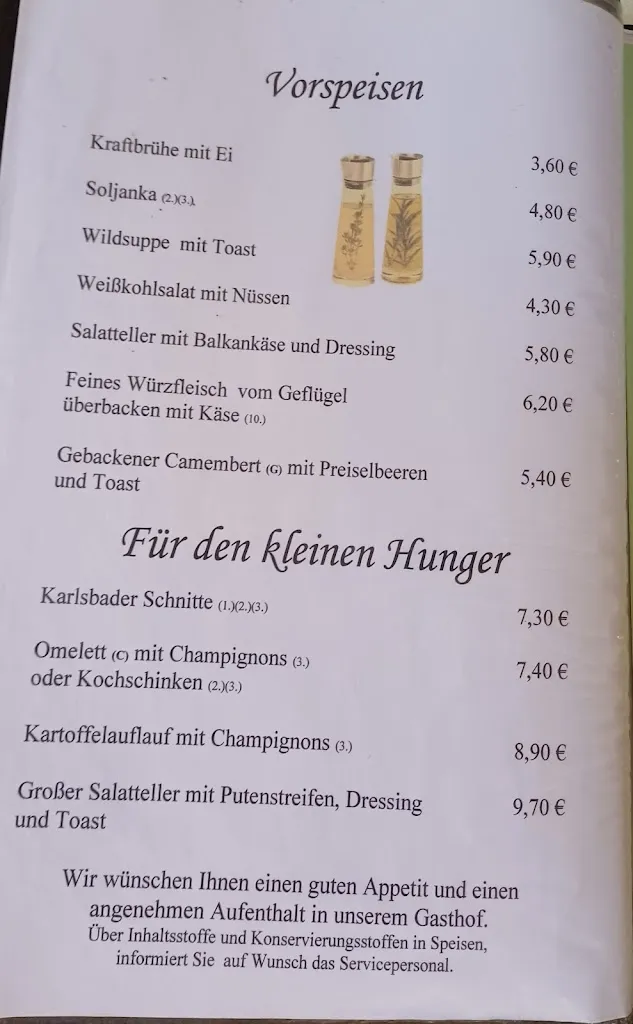 Vorspeisen
Kraftbrühe mit Ei 3,60 €
Soljanka (2.)(3.). 4,80 €
Wildsuppe mit Toast 5,90 €
Weißkohlsalat mit Nüssen 4,30 €
Salatteller mit Balkankäse und Dressing 5,80 €
Feines Würzfleisch vom Geflügel
überbacken mit Käse (10.) 6,20 €
Gebackener Camembert (G) mit Preiselbeeren
und Toast 5,40 €
Für den kleinen Hunger
Karlsbader Schnitte (1.)(2.)(3.) 7,30 €
Omelett (C) mit Champignons (3.)
oder Kochschinken (2.)(3.) 7,40 €
Kartoffelauflauf mit Champignons (3.) 8,90 €
Großer Salatteller mit Putenstreifen, Dressing
und Toast 9,70 €
Wir wünschen Ihnen einen guten Appetit und einen
angenehmen Aufenthalt in unserem Gasthof.
Über Inhaltsstoffe und Konservierungsstoffen in Speisen,
informiert Sie auf Wunsch das Servicepersonal.